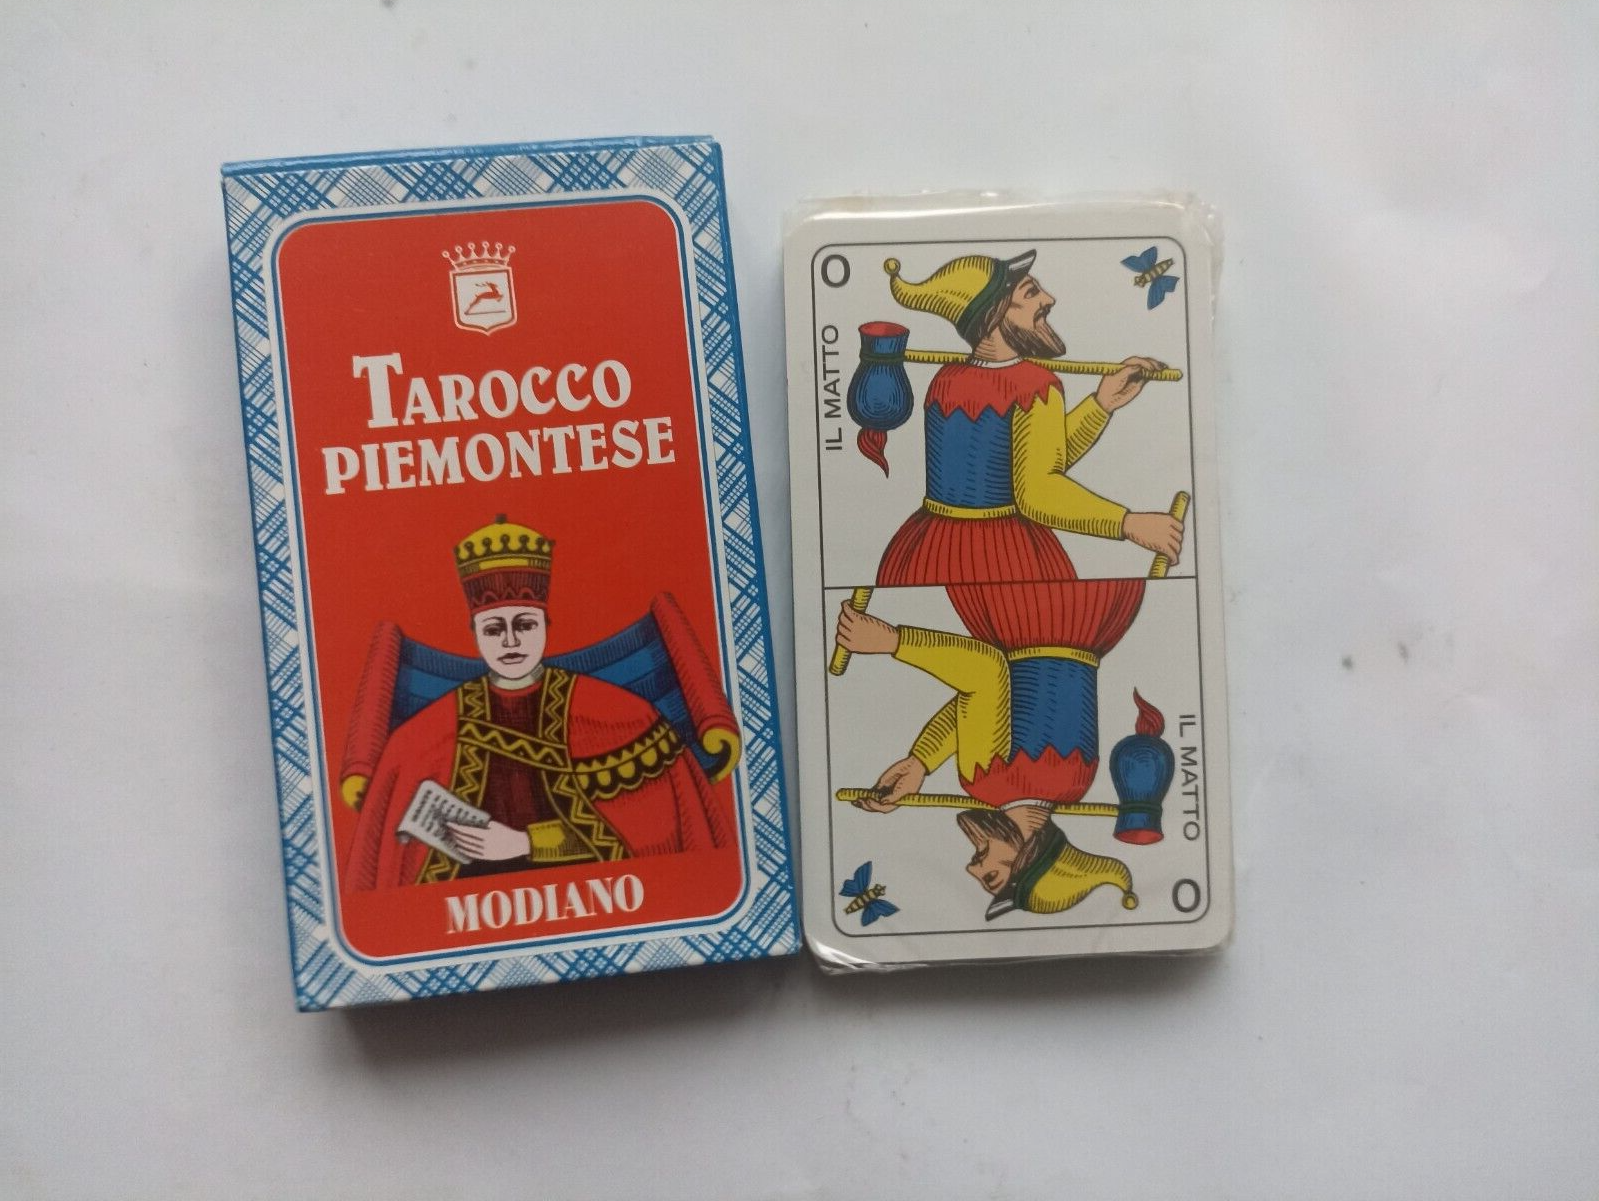 TAROCCO
PIEMONTESE
MODIANO
0
IL MATTO
IL MATTO
0